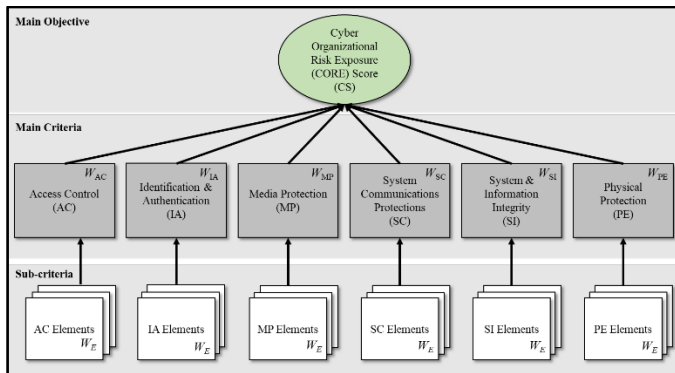 Main Objective
Cyber
Organizational
Risk Exposure
(CORE) Score
(CS)
Main Criteria
W_AC
Access Control
(AC)
W_IA
Identification &
Authentication
(IA)
W_MP
Media Protection
(MP)
W_SC
System
Communications
Protections
(SC)
W_SI
System &
Information
Integrity
(SI)
W_PE
Physical
Protection
(PE)
Sub-criteria
AC Elements
W_E
IA Elements
W_E
MP Elements
W_E
SC Elements
W_E
SI Elements
W_E
PE Elements
W_E